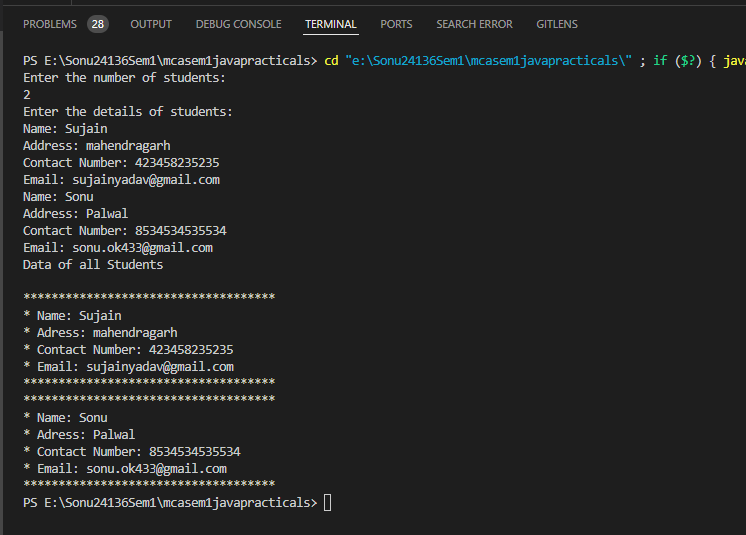 PROBLEMS 28 OUTPUT DEBUG CONSOLE TERMINAL PORTS SEARCH ERROR GITLENS
PS E:\Sonu24136Sem1\mcasem1javapracticals> cd "e:\Sonu24136Sem1\mcasem1javapracticals\" ; if ($?) { jav
Enter the number of students:
2
Enter the details of students:
Name: Sujain
Address: mahendragarh
Contact Number: 423458235235
Email: sujainyadav@gmail.com
Name: Sonu
Address: Palwal
Contact Number: 8534534535534
Email: sonu.ok433@gmail.com
Data of all Students
************************************
* Name: Sujain
* Adress: mahendragarh
* Contact Number: 423458235235
* Email: sujainyadav@gmail.com
************************************
************************************
* Name: Sonu
* Adress: Palwal
* Contact Number: 8534534535534
* Email: sonu.ok433@gmail.com
************************************
PS E:\Sonu24136Sem1\mcasem1javapracticals>